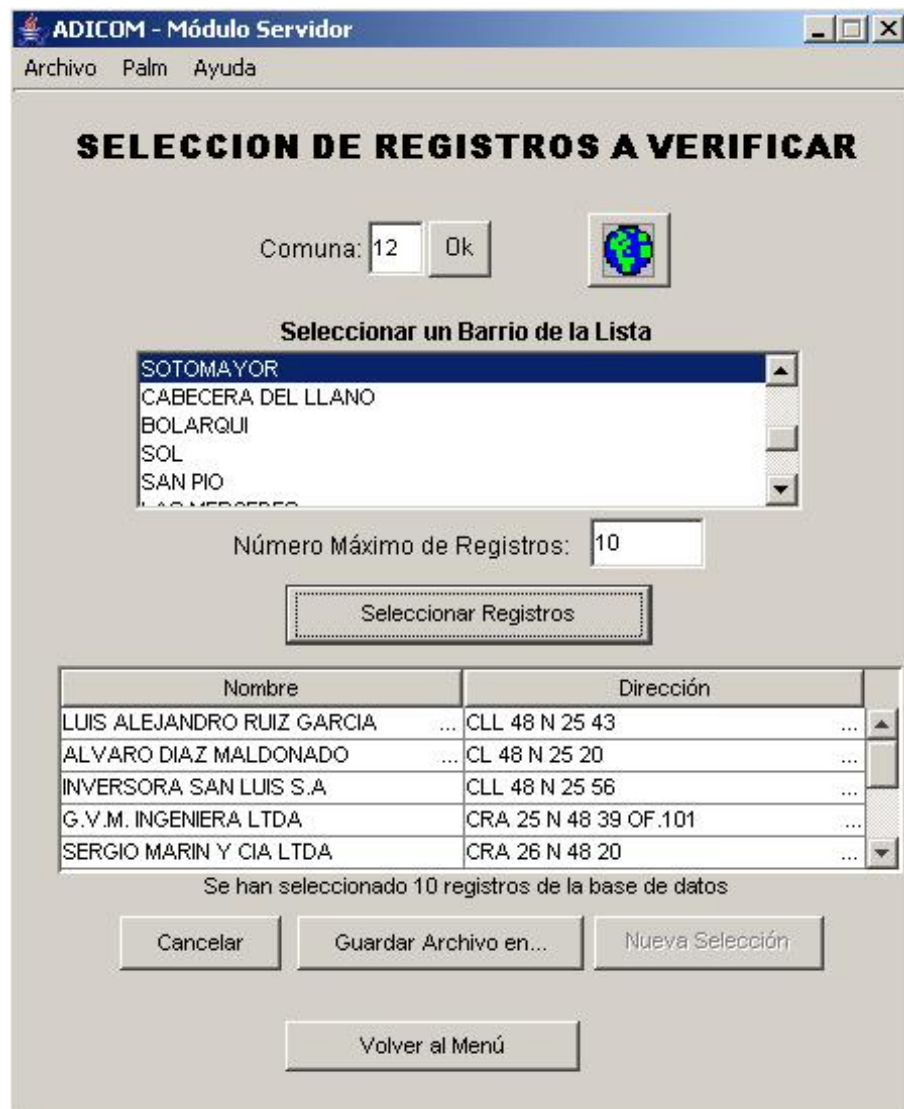 ADICOM - Módulo Servidor
Archivo Palm Ayuda
SELECCION DE REGISTROS A VERIFICAR
Comuna: 12 Ok
Seleccionar un Barrio de la Lista
SOTOMAYOR
CABECERA DEL LLANO
BOLARQUI
SOL
SAN PIO
Número Máximo de Registros: 10
Seleccionar Registros
Nombre Dirección
LUIS ALEJANDRO RUIZ GARCIA ... CLL 48 N 25 43 ...
ALVARO DIAZ MALDONADO ... CL 48 N 25 20 ...
INVERSORA SAN LUIS S.A CLL 48 N 25 56 ...
G.V.M. INGENIERA LTDA CRA 25 N 48 39 OF.101 ...
SERGIO MARIN Y CIA LTDA CRA 26 N 48 20 ...
Se han seleccionado 10 registros de la base de datos
Cancelar Guardar Archivo en... Nueva Selección
Volver al Menú